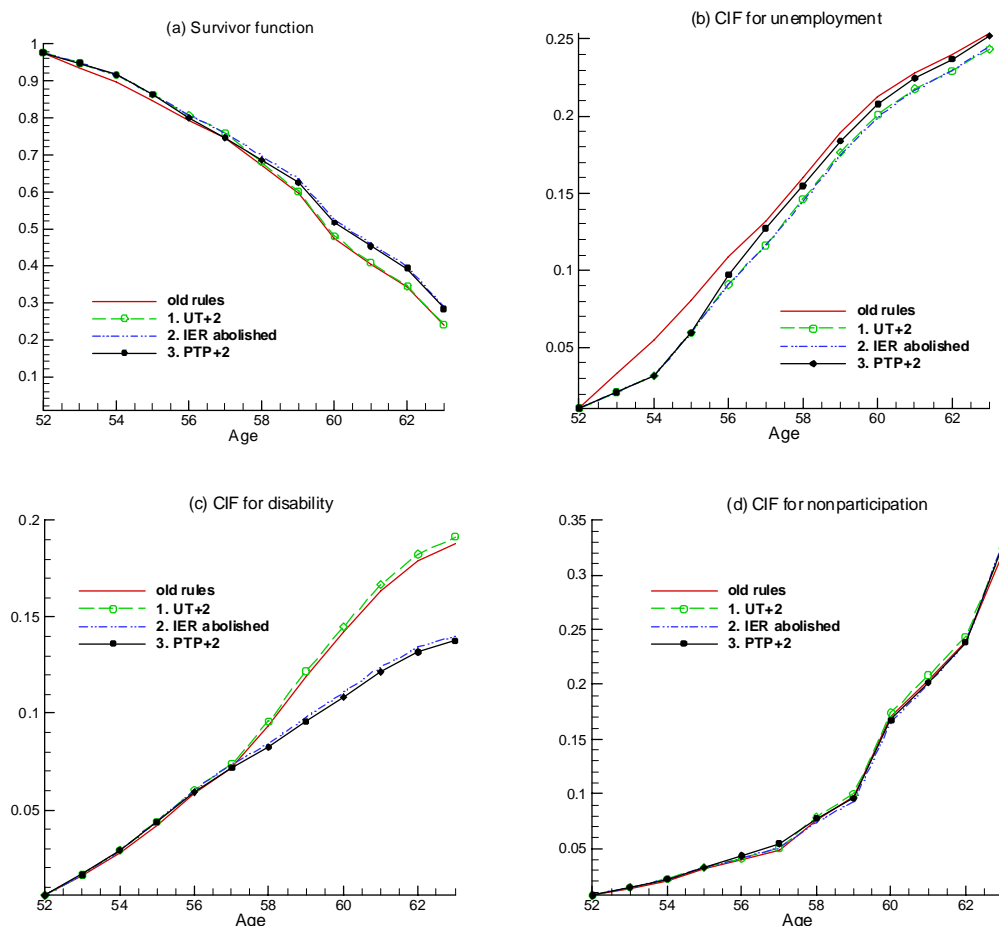 (a) Survivor function
1
0.9
0.8
0.7
0.6
0.5
0.4
0.3
0.2
0.1
old rules
1. UT+2
2. IER abolished
3. PTP+2
52 54 56 58 60 62
Age
(b) CIF for unemployment
0.25
0.2
0.15
0.1
0.05
old rules
1. UT+2
2. IER abolished
3. PTP+2
52 54 56 58 60 62
Age
(c) CIF for disability
0.2
0.15
0.1
0.05
old rules
1. UT+2
2. IER abolished
3. PTP+2
52 54 56 58 60 62
Age
(d) CIF for nonparticipation
0.35
0.3
0.25
0.2
0.15
0.1
0.05
old rules
1. UT+2
2. IER abolished
3. PTP+2
52 54 56 58 60 62
Age